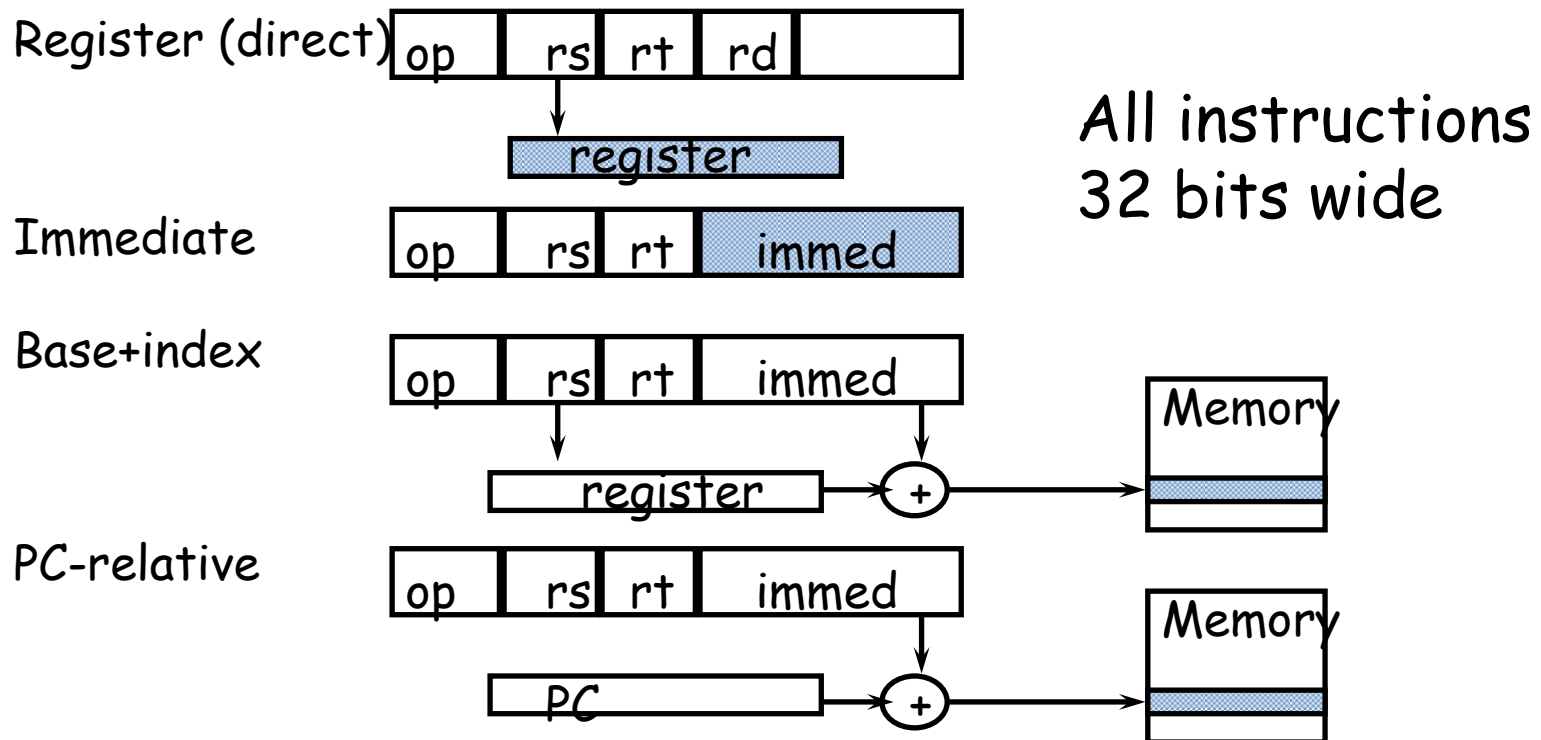 Register (direct) op rs rt rd
register
All instructions
32 bits wide
Immediate op rs rt immed
Base+index op rs rt immed
Memory
register +
PC-relative op rs rt immed
Memory
PC +